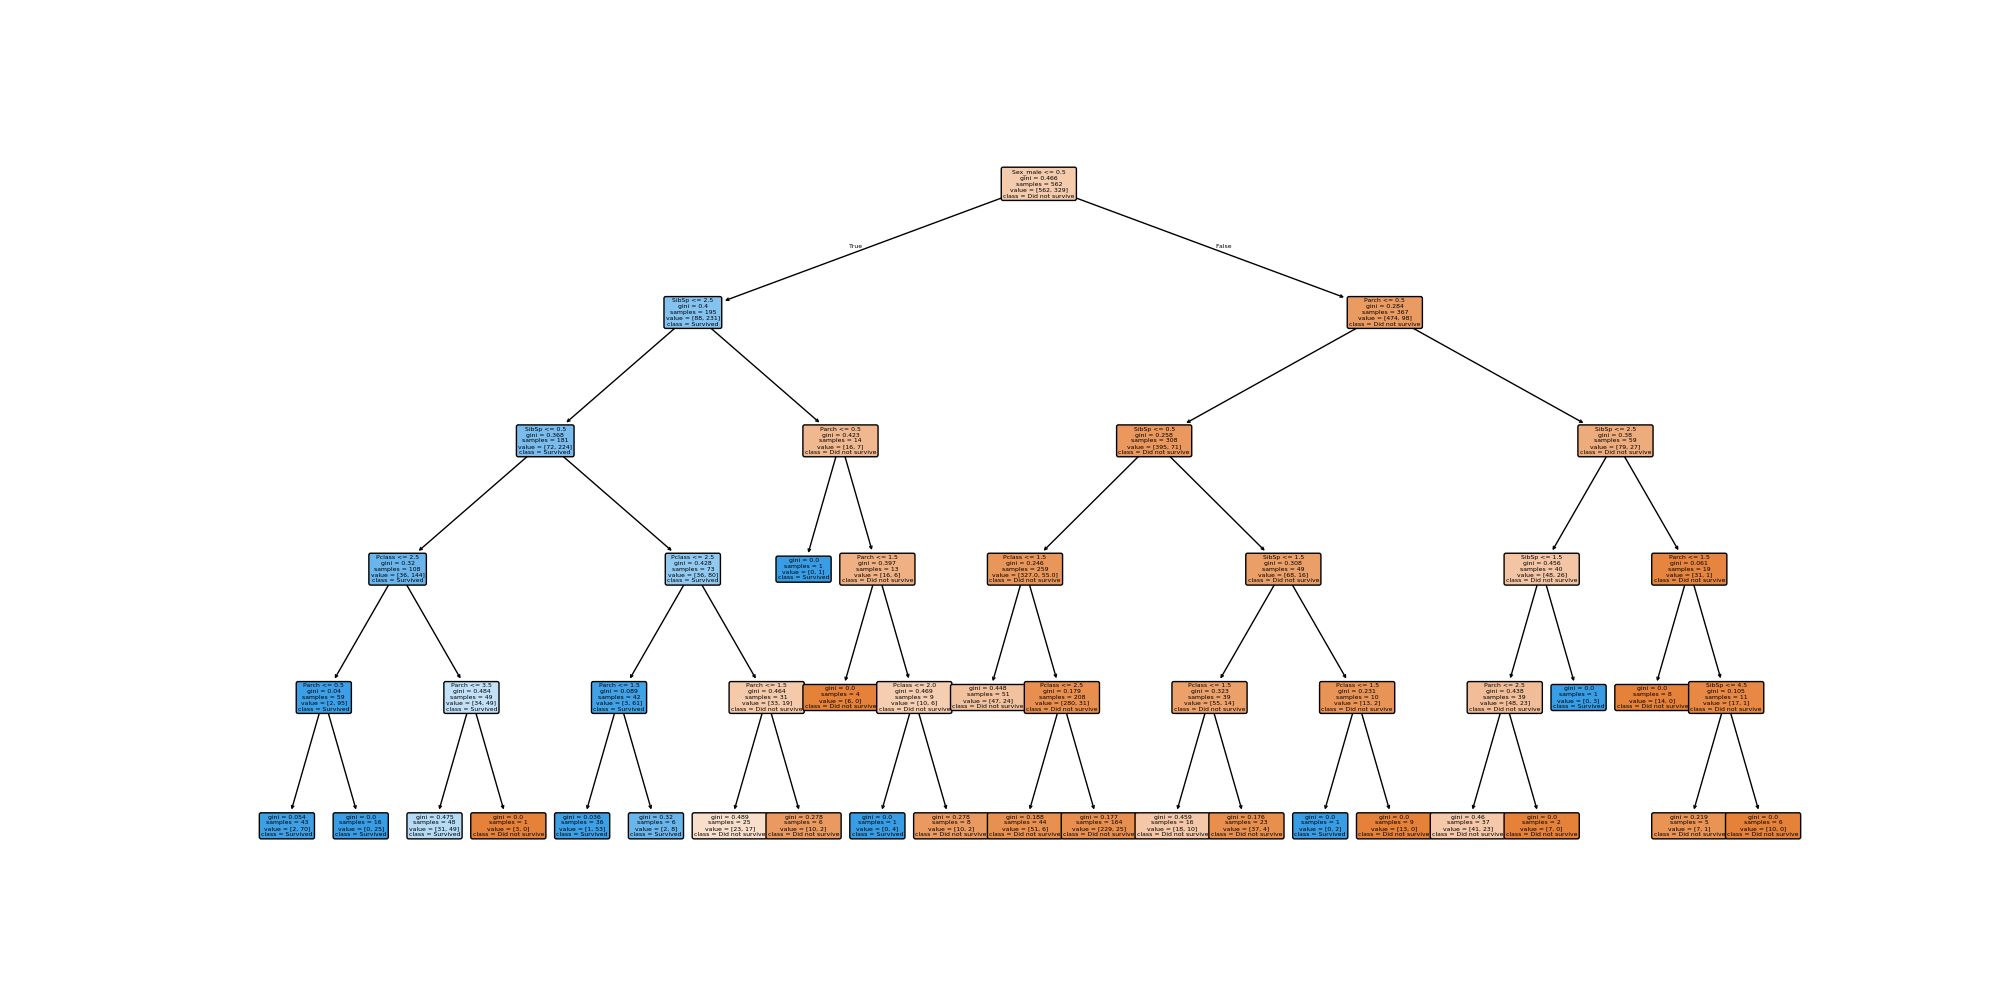 Sex_male <= 0.5
gini = 0.466
samples = 562
value = [562, 329]
class = Did not survive
True
False
SibSp <= 2.5
gini = 0.4
samples = 195
value = [88, 231]
class = Survived
Parch <= 0.5
gini = 0.284
samples = 367
value = [474, 98]
class = Did not survive
SibSp <= 0.5
gini = 0.368
samples = 181
value = [72, 224]
class = Survived
Parch <= 0.5
gini = 0.423
samples = 14
value = [16, 7]
class = Did not survive
SibSp <= 0.5
gini = 0.258
samples = 308
value = [395, 71]
class = Did not survive
SibSp <= 2.5
gini = 0.38
samples = 59
value = [79, 27]
class = Did not survive
Pclass <= 2.5
gini = 0.32
samples = 108
value = [36, 144]
class = Survived
Pclass <= 2.5
gini = 0.428
samples = 73
value = [36, 80]
class = Survived
gini = 0.0
samples = 1
value = [0, 1]
class = Survived
Parch <= 1.5
gini = 0.397
samples = 13
value = [16, 6]
class = Did not survive
Pclass <= 1.5
gini = 0.246
samples = 259
value = [327.0, 55.0]
class = Did not survive
SibSp <= 1.5
gini = 0.308
samples = 49
value = [68, 16]
class = Did not survive
SibSp <= 1.5
gini = 0.456
samples = 40
value = [48, 26]
class = Did not survive
Parch <= 1.5
gini = 0.061
samples = 19
value = [31, 1]
class = Did not survive
Parch <= 0.5
gini = 0.04
samples = 59
value = [2, 95]
class = Survived
Parch <= 3.5
gini = 0.484
samples = 49
value = [34, 49]
class = Survived
Parch <= 1.5
gini = 0.089
samples = 42
value = [3, 61]
class = Survived
Parch <= 1.5
gini = 0.464
samples = 31
value = [33, 19]
class = Did not survive
gini = 0.0
samples = 4
value = [6, 0]
class = Did not survive
Pclass <= 2.0
gini = 0.469
samples = 9
value = [10, 6]
class = Did not survive
gini = 0.448
samples = 51
value = [47, 24]
class = Did not survive
Pclass <= 2.5
gini = 0.179
samples = 208
value = [280, 31]
class = Did not survive
Pclass <= 1.5
gini = 0.323
samples = 39
value = [55, 14]
class = Did not survive
Pclass <= 1.5
gini = 0.231
samples = 10
value = [13, 2]
class = Did not survive
Parch <= 2.5
gini = 0.438
samples = 39
value = [48, 23]
class = Did not survive
gini = 0.0
samples = 1
value = [0, 3]
class = Survived
gini = 0.0
samples = 8
value = [14, 0]
class = Did not survive
SibSp <= 4.5
gini = 0.105
samples = 11
value = [17, 1]
class = Did not survive
gini = 0.054
samples = 43
value = [2, 70]
class = Survived
gini = 0.0
samples = 16
value = [0, 25]
class = Survived
gini = 0.475
samples = 48
value = [31, 49]
class = Survived
gini = 0.0
samples = 1
value = [3, 0]
class = Did not survive
gini = 0.036
samples = 36
value = [1, 53]
class = Survived
gini = 0.32
samples = 6
value = [2, 8]
class = Survived
gini = 0.489
samples = 25
value = [23, 17]
class = Did not survive
gini = 0.278
samples = 6
value = [10, 2]
class = Did not survive
gini = 0.0
samples = 1
value = [0, 4]
class = Survived
gini = 0.278
samples = 8
value = [10, 2]
class = Did not survive
gini = 0.188
samples = 44
value = [51, 6]
class = Did not survive
gini = 0.177
samples = 164
value = [229, 25]
class = Did not survive
gini = 0.459
samples = 16
value = [18, 10]
class = Did not survive
gini = 0.176
samples = 23
value = [37, 4]
class = Did not survive
gini = 0.0
samples = 1
value = [0, 2]
class = Survived
gini = 0.0
samples = 9
value = [13, 0]
class = Did not survive
gini = 0.46
samples = 37
value = [41, 23]
class = Did not survive
gini = 0.0
samples = 2
value = [7, 0]
class = Did not survive
gini = 0.219
samples = 5
value = [7, 1]
class = Did not survive
gini = 0.0
samples = 6
value = [10, 0]
class = Did not survive